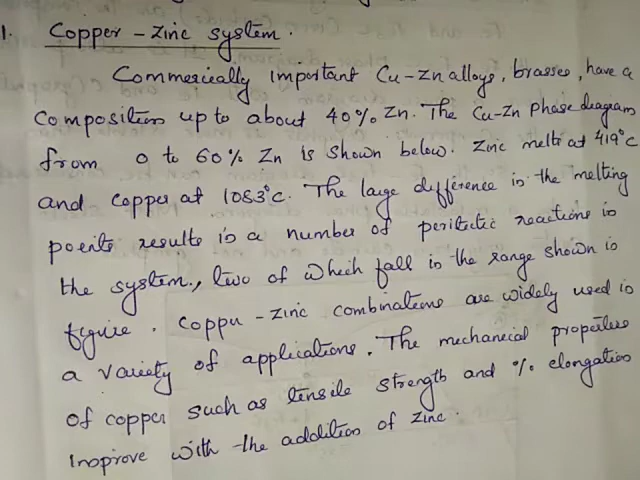 1. Copper - Zinc system.
Commercially important Cu-Zn alloys, brasses, have a
composition up to about 40% Zn. The Cu-Zn phase diagram
from 0 to 60% Zn is shown below. Zinc melts at 419°C
and copper at 1083°C. The large difference in the melting
points results in a number of peritectic reactions in
the system, two of which fall in the range shown in
figure. Copper - zinc combinations are widely used in
a variety of applications. The mechanical properties
of copper such as tensile strength and % elongation
improve with the addition of zinc.